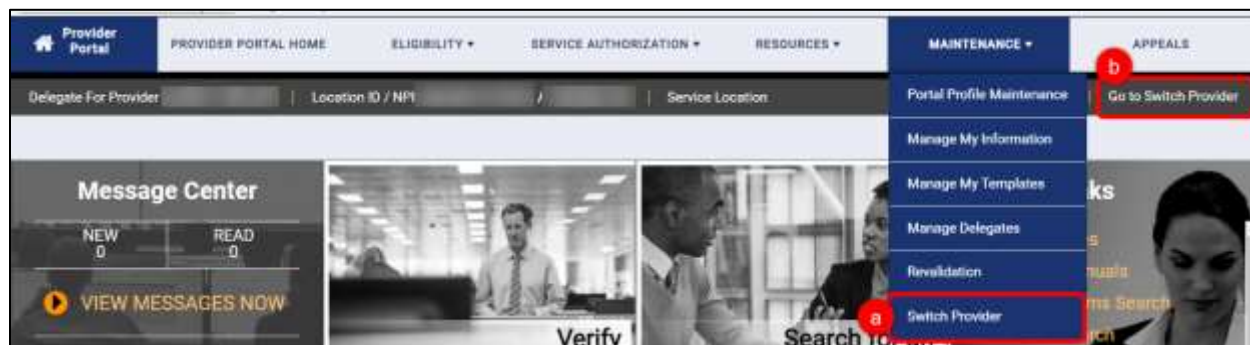 Provider Portal
PROVIDER PORTAL HOME
ELIGIBILITY
SERVICE AUTHORIZATION
RESOURCES
MAINTENANCE
APPEALS
b
Delegate For Provider
Location ID / NPI
/
Service Location
Go to Switch Provider
Portal Profile Maintenance
Manage My Information
Manage My Templates
Manage Delegates
Revalidation
a
Switch Provider
Message Center
NEW
0
READ
0
VIEW MESSAGES NOW
Verify
Search